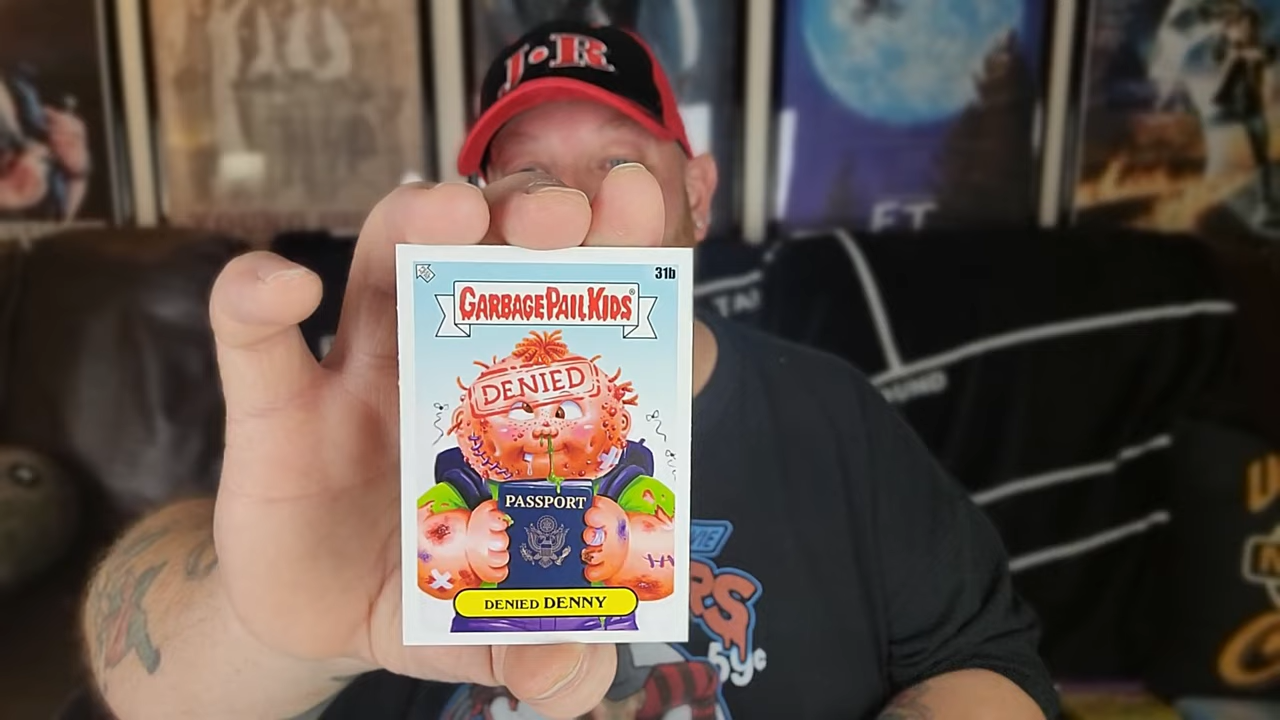 J•R
E.T.
31b
GARBAGE PAIL KIDS®
DENIED
PASSPORT
DENIED DENNY